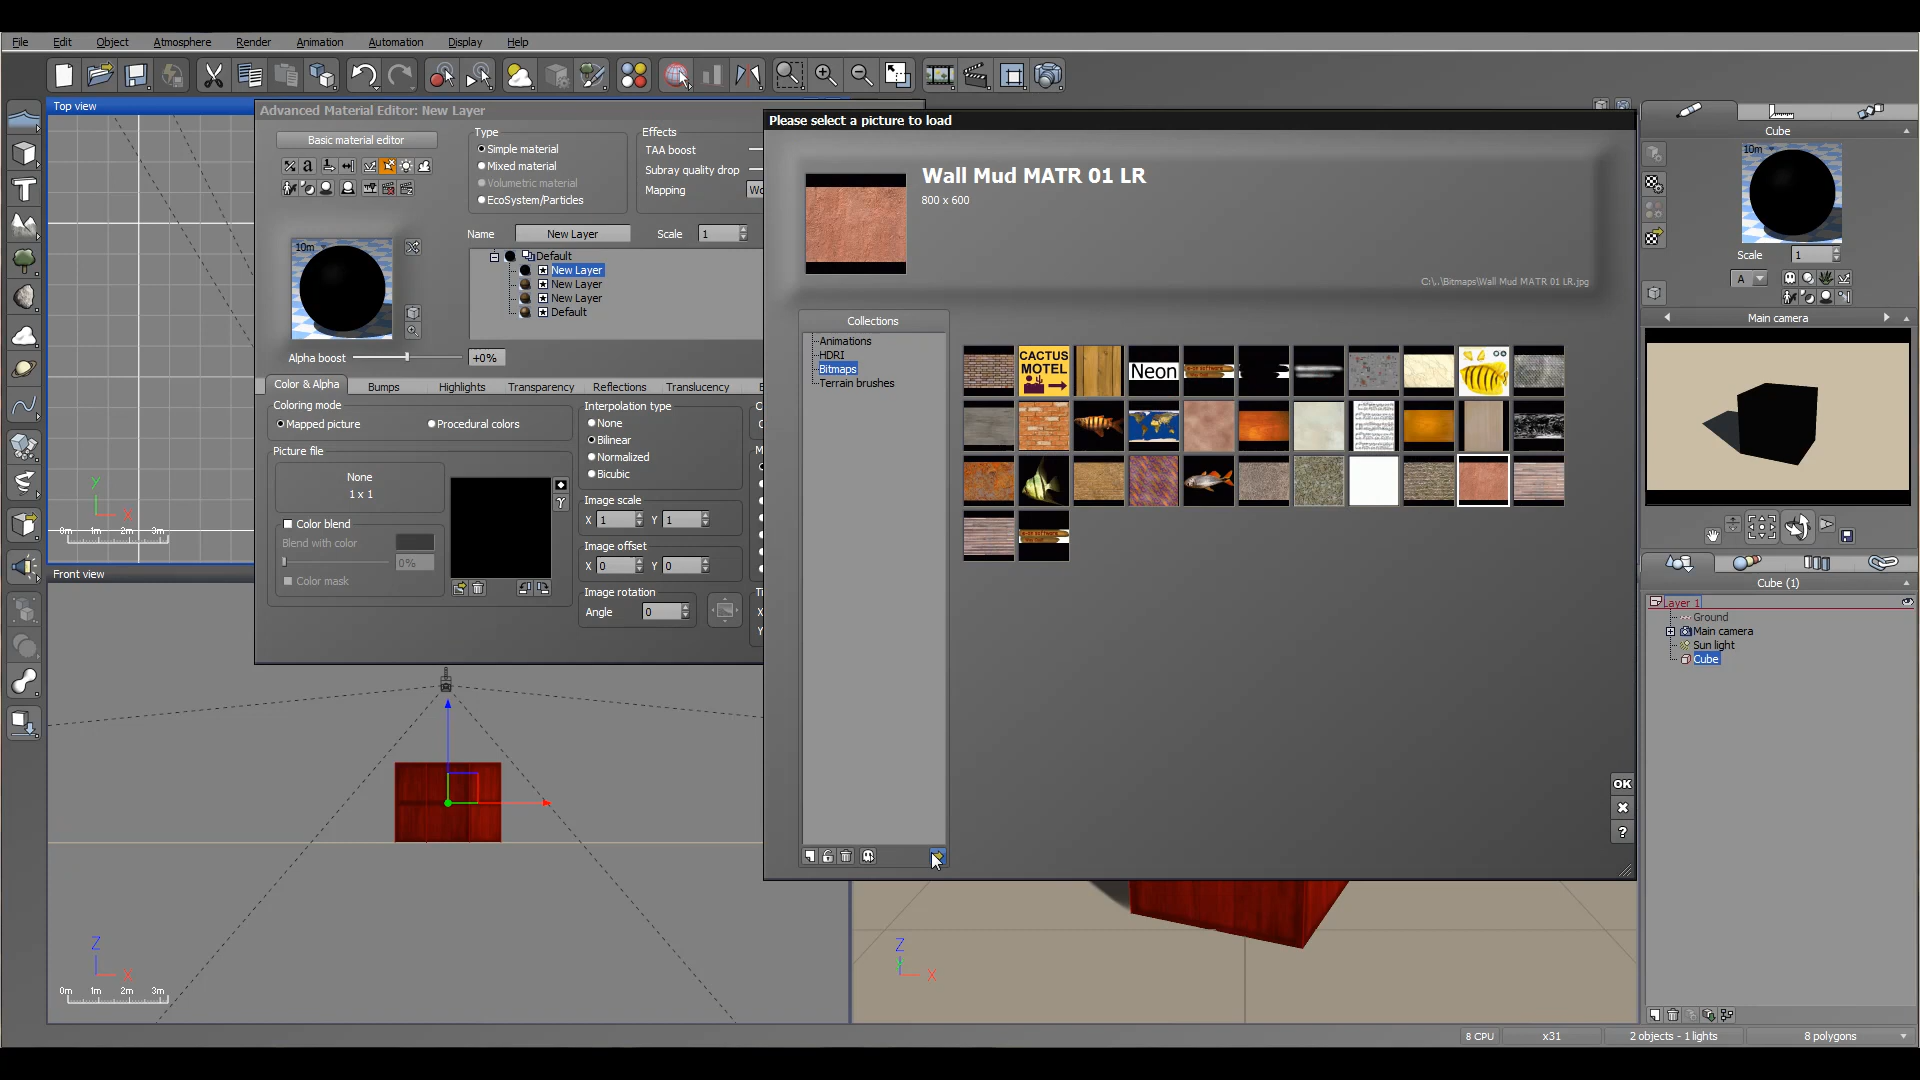 File Edit Object Atmosphere Render Animation Automation Display Help
Top view
Advanced Material Editor: New Layer
Basic material editor
Type
Simple material
Mixed material
Volumetric material
EcoSystem/Particles
Effects
TAA boost
Subray quality drop
Mapping
Name New Layer Scale 1
10m
Default
New Layer
New Layer
New Layer
Default
Alpha boost +0%
Color & Alpha Bumps Highlights Transparency Reflections Translucency
Coloring mode
Mapped picture Procedural colors
Picture file
None
1 x 1
Color blend
Blend with color
0%
Color mask
Interpolation type
None
Bilinear
Normalized
Bicubic
Image scale
X 1 Y 1
Image offset
X 0 Y 0
Image rotation
Angle 0
Please select a picture to load
Wall Mud MATR 01 LR
800 x 600
C:\..\Bitmaps\Wall Mud MATR 01 LR.jpg
Collections
Animations
HDRI
Bitmaps
Terrain brushes
CACTUS
MOTEL
Neon
OK
?
Cube
10m
Scale 1
A
Main camera
Cube (1)
Layer 1
Ground
Main camera
Sun light
Cube
Y
X
0m 1m 2m 3m
Front view
Z
X
0m 1m 2m 3m
Z
Y
X
8 CPU x31 2 objects - 1 lights 8 polygons